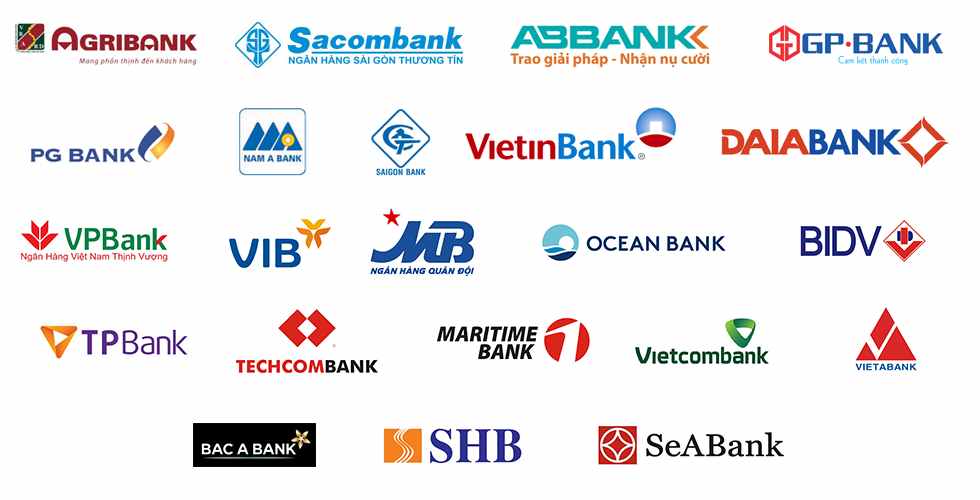 AGRIBANK
Mang phồn thịnh đến khách hàng
Sacombank
NGÂN HÀNG SÀI GÒN THƯƠNG TÍN
ABBANK
Trao giải pháp - Nhận nụ cười
GP·BANK
Cam kết thành công
PG BANK
NAM A BANK
SAIGON BANK
VietinBank
DAIABANK
VPBank
Ngân Hàng Việt Nam Thịnh Vượng
VIB
MB
NGÂN HÀNG QUÂN ĐỘI
OCEAN BANK
BIDV
TPBank
TECHCOMBANK
MARITIME
BANK
Vietcombank
VIETABANK
BAC A BANK
SHB
SeABank